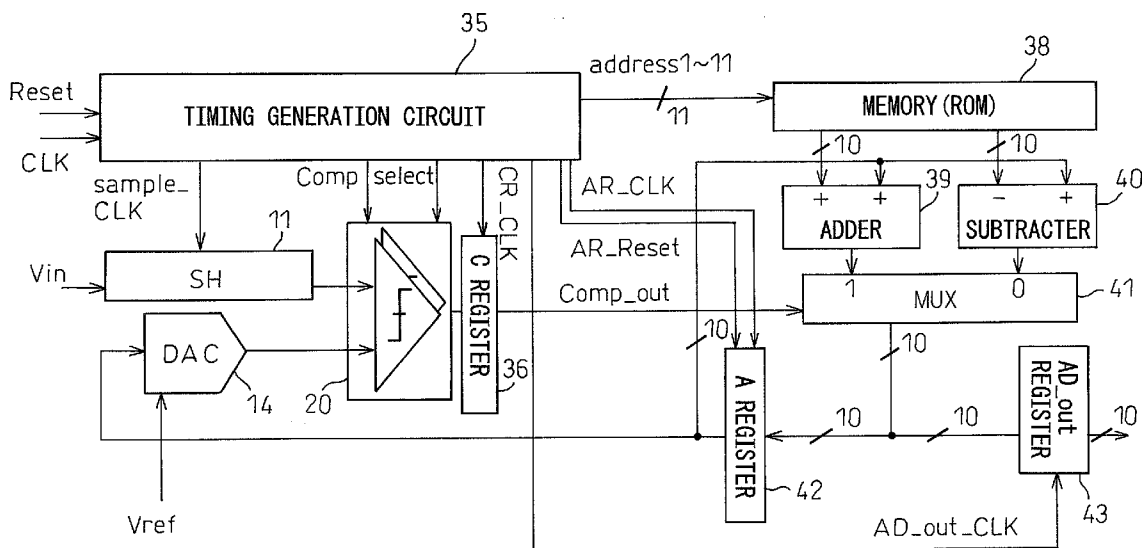 35
address1~11
38
Reset
TIMING GENERATION CIRCUIT
11
MEMORY(ROM)
CLK
10
10
sample_
CLK
Comp
select
CR_CLK
AR_CLK
+
+
39
-
+
40
11
AR_Reset
ADDER
SUBTRACTER
Vin
SH
C REGISTER
Comp_out
1
MUX
0
41
DAC
10
10
14
20
36
A REGISTER
AD_out
REGISTER
10
10
10
42
43
Vref
AD_out_CLK